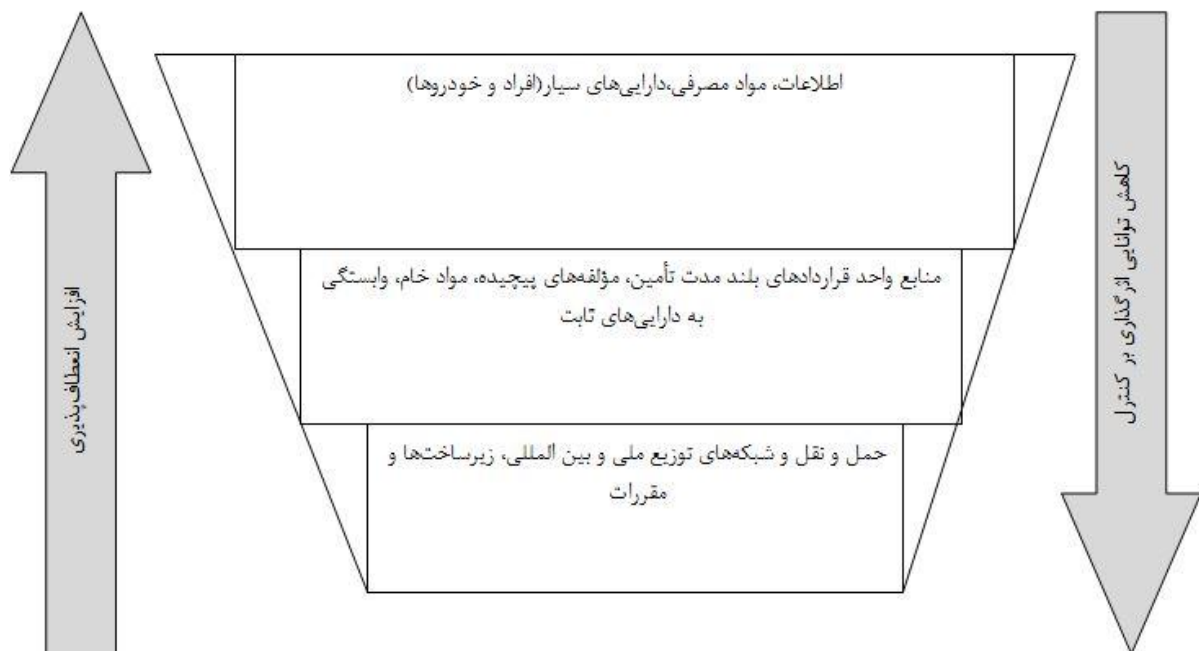 اطلاعات، مواد مصرفی،دارایی‌های سیار(افراد و خودروها)
منابع واحد قراردادهای بلند مدت تأمین، مؤلفه‌های پیچیده، مواد خام، وابستگی
به دارایی‌های ثابت
حمل و نقل و شبکه‌های توزیع ملی و بین المللی، زیرساخت‌ها و
مقررات
کاهش توانایی اثرگذاری بر کنترل
افزایش انعطاف‌پذیری